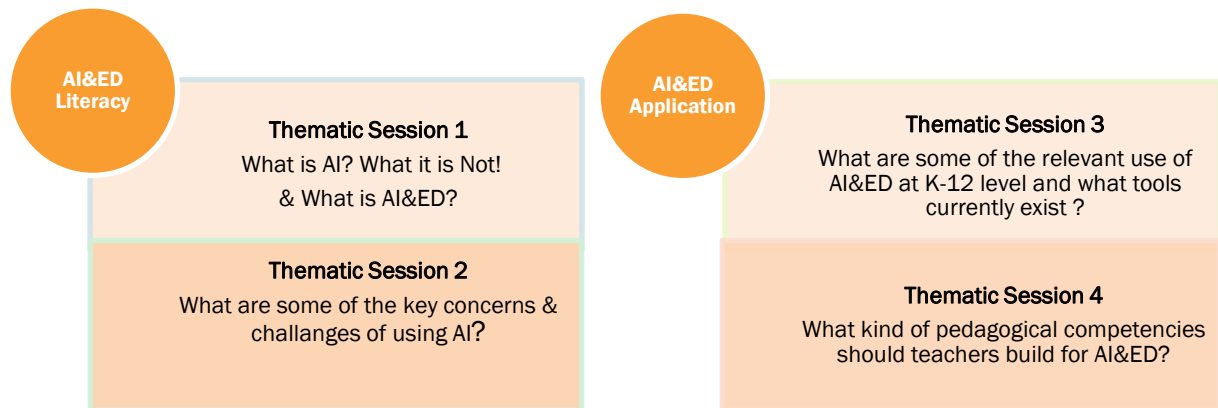 AI&ED
Literacy
Thematic Session 1
What is AI? What it is Not!
& What is AI&ED?
Thematic Session 2
What are some of the key concerns &
challanges of using AI?
AI&ED
Application
Thematic Session 3
What are some of the relevant use of
AI&ED at K-12 level and what tools
currently exist ?
Thematic Session 4
What kind of pedagogical competencies
should teachers build for AI&ED?